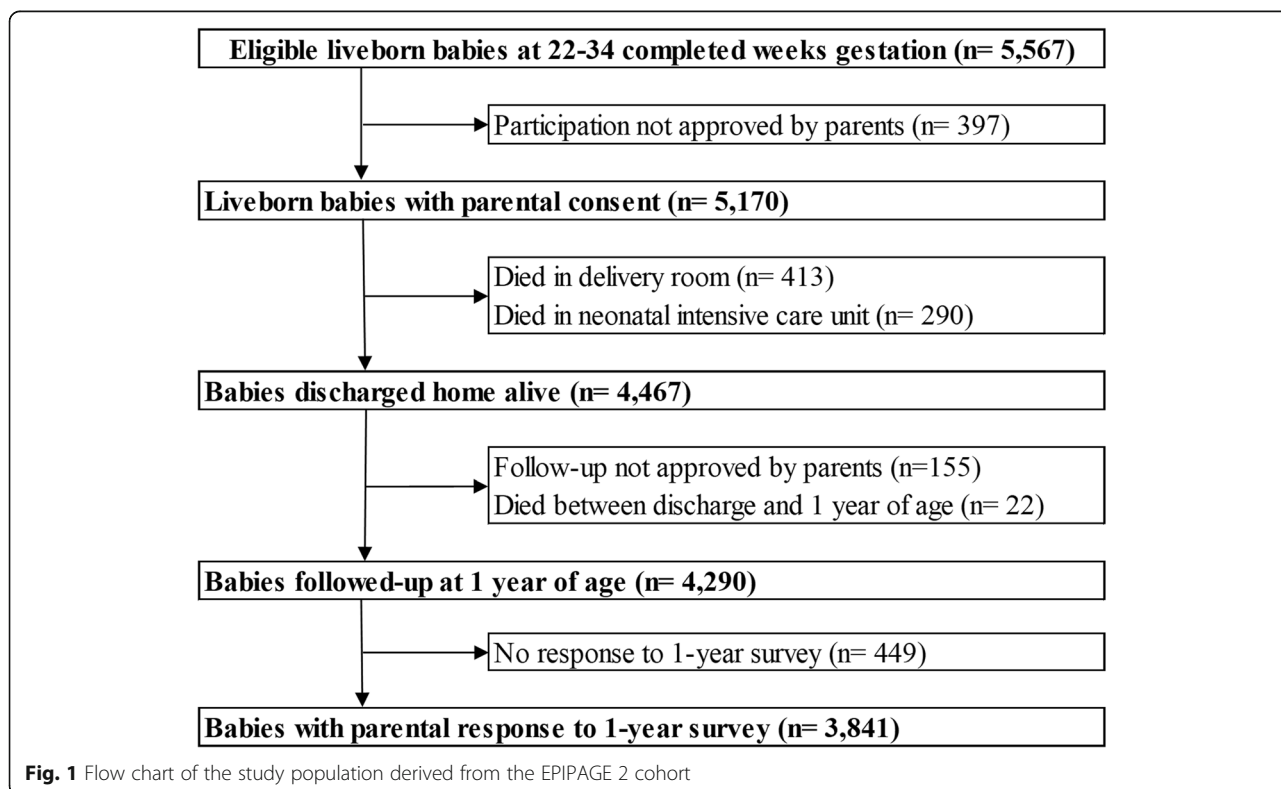 Eligible liveborn babies at 22-34 completed weeks gestation (n= 5,567)
Participation not approved by parents (n= 397)
Liveborn babies with parental consent (n= 5,170)
Died in delivery room (n= 413)
Died in neonatal intensive care unit (n= 290)
Babies discharged home alive (n= 4,467)
Follow-up not approved by parents (n=155)
Died between discharge and 1 year of age (n= 22)
Babies followed-up at 1 year of age (n= 4,290)
No response to 1-year survey (n= 449)
Babies with parental response to 1-year survey (n= 3,841)
Fig. 1 Flow chart of the study population derived from the EPIPAGE 2 cohort